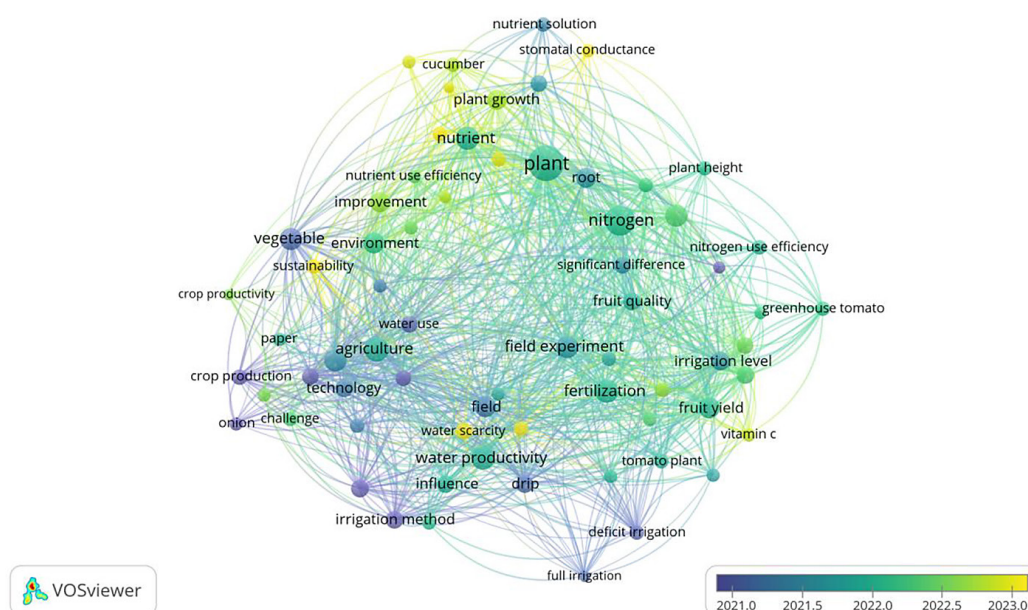 nutrient solution
stomatal conductance
cucumber
plant growth
nutrient
plant
plant height
nutrient use efficiency
root
improvement
nitrogen
vegetable
environment
nitrogen use efficiency
sustainability
significant difference
crop productivity
fruit quality
greenhouse tomato
water use
paper
agriculture
field experiment
irrigation level
crop production
technology
fertilization
field
fruit yield
onion
challenge
water scarcity
vitamin c
water productivity
tomato plant
influence
drip
irrigation method
deficit irrigation
full irrigation
VOSviewer
2021.0 2021.5 2022.0 2022.5 2023.0